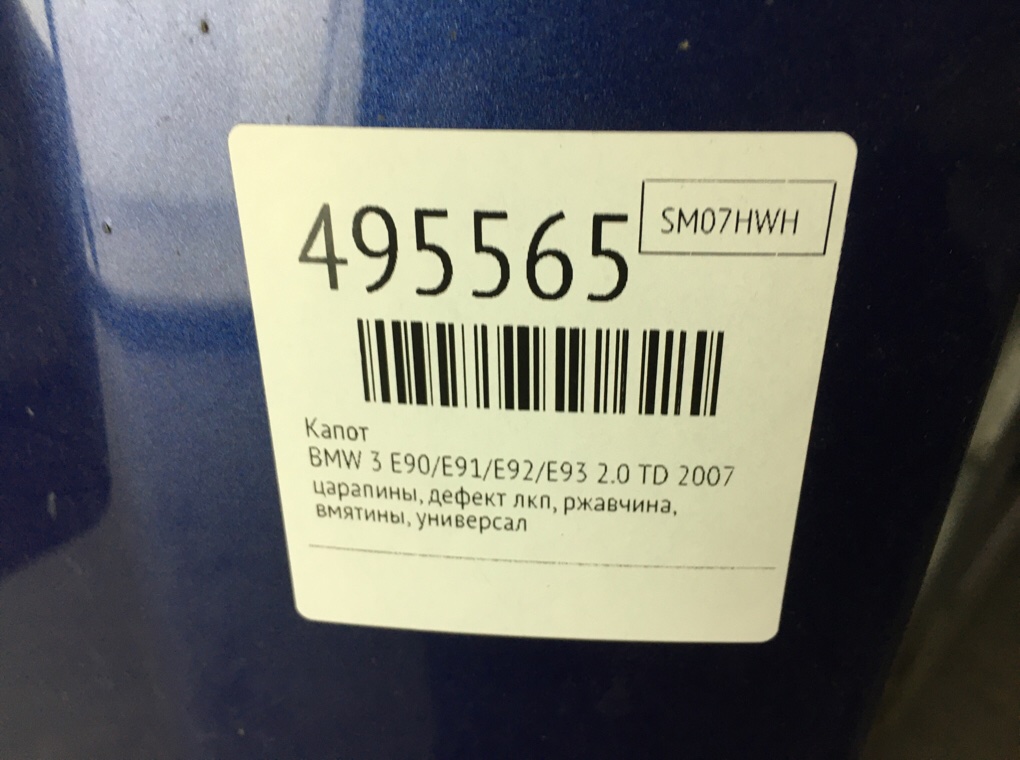 495565
SM07HWH
Капот
BMW 3 E90/E91/E92/E93 2.0 TD 2007
царапины, дефект лкп, ржавчина,
вмятины, универсал